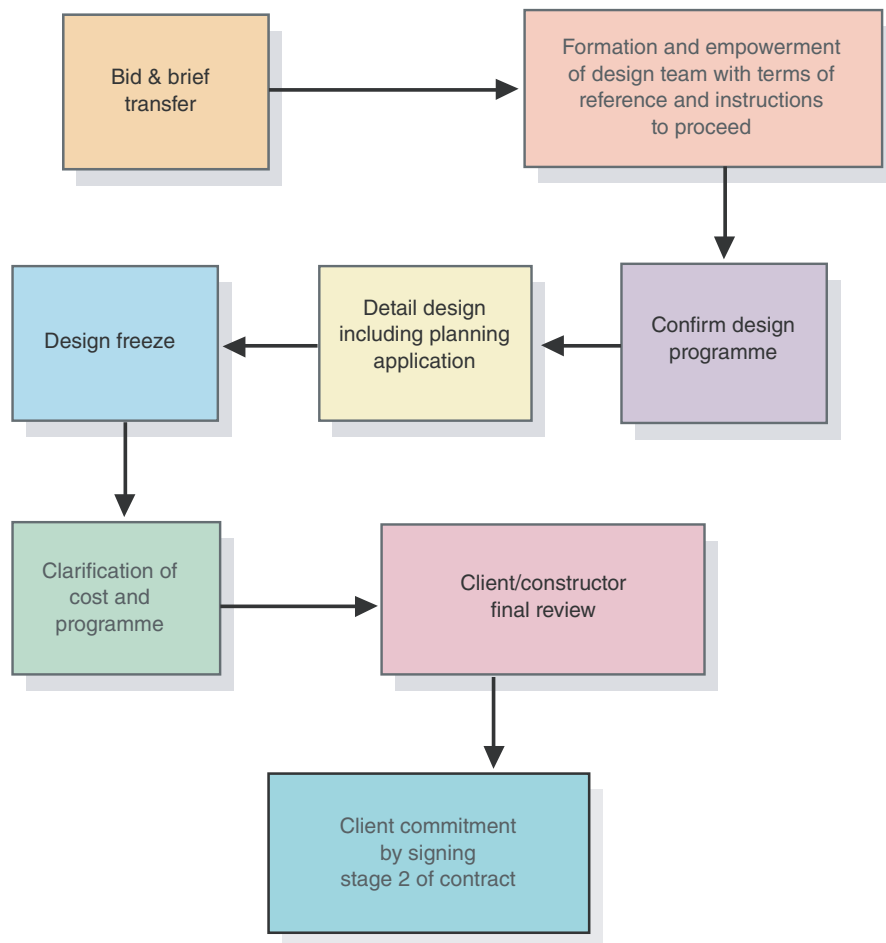 Bid & brief
transfer
Formation and empowerment
of design team with terms of
reference and instructions
to proceed
Confirm design
programme
Detail design
including planning
application
Design freeze
Clarification of
cost and
programme
Client/constructor
final review
Client commitment
by signing
stage 2 of contract